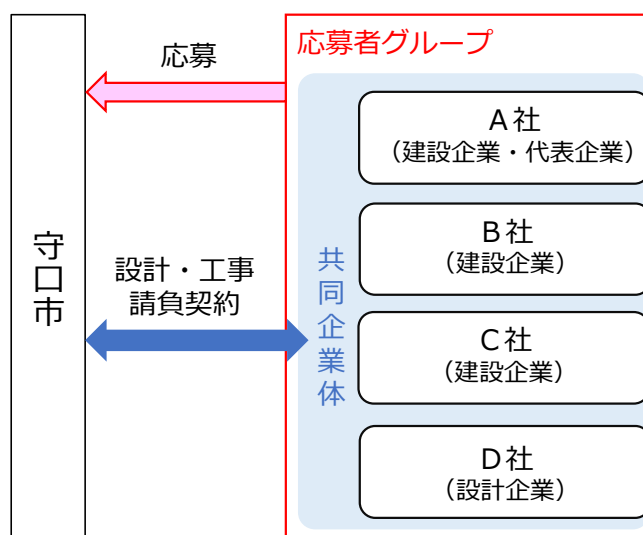 応募者グループ
応募
A社
（建設企業・代表企業）
B社
（建設企業）
守口市
設計・工事
請負契約
共同企業体
C社
（建設企業）
D社
（設計企業）